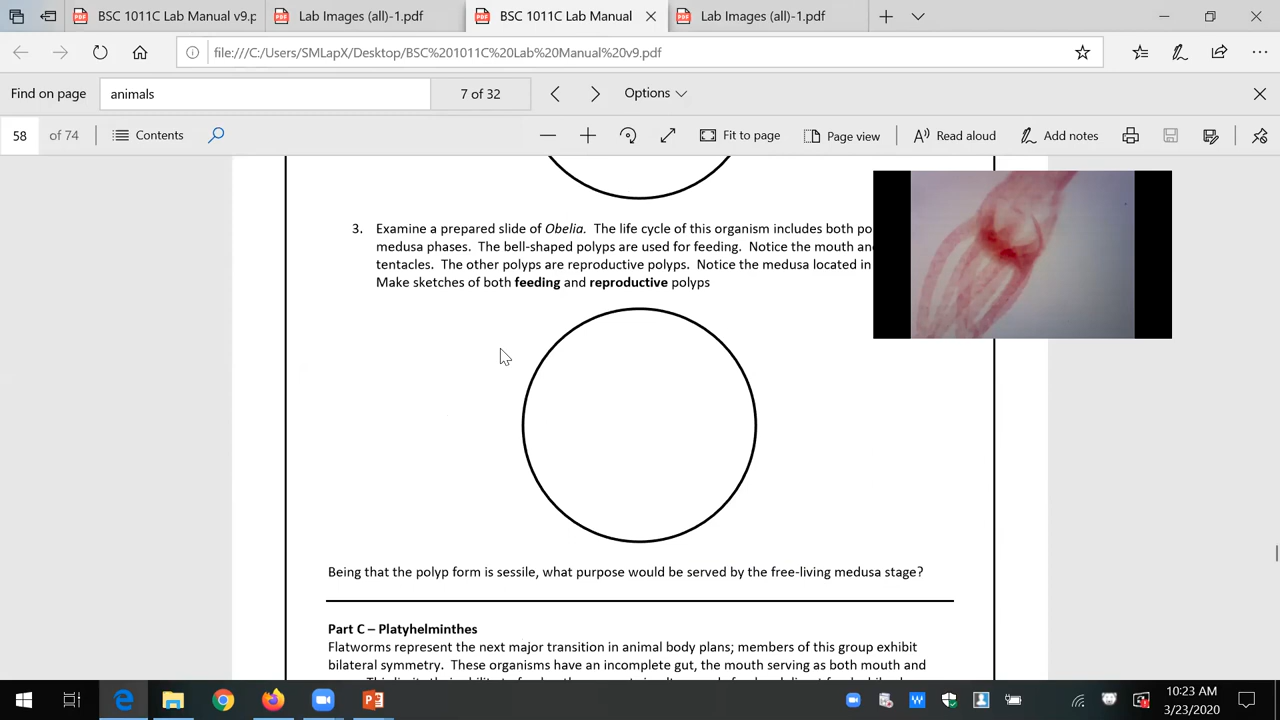 BSC 1011C Lab Manual v9.p
Lab Images (all)-1.pdf
BSC 1011C Lab Manual
Lab Images (all)-1.pdf
file:///C:/Users/SMLapX/Desktop/BSC%201011C%20Lab%20Manual%20v9.pdf
Find on page
animals
7 of 32
Options
58
of 74
Contents
Fit to page
Page view
Read aloud
Add notes
3. Examine a prepared slide of Obelia. The life cycle of this organism includes both po
medusa phases. The bell-shaped polyps are used for feeding. Notice the mouth an
tentacles. The other polyps are reproductive polyps. Notice the medusa located in
Make sketches of both feeding and reproductive polyps
Being that the polyp form is sessile, what purpose would be served by the free-living medusa stage?
Part C – Platyhelminthes
Flatworms represent the next major transition in animal body plans; members of this group exhibit
bilateral symmetry. These organisms have an incomplete gut, the mouth serving as both mouth and
10:23 AM
3/23/2020